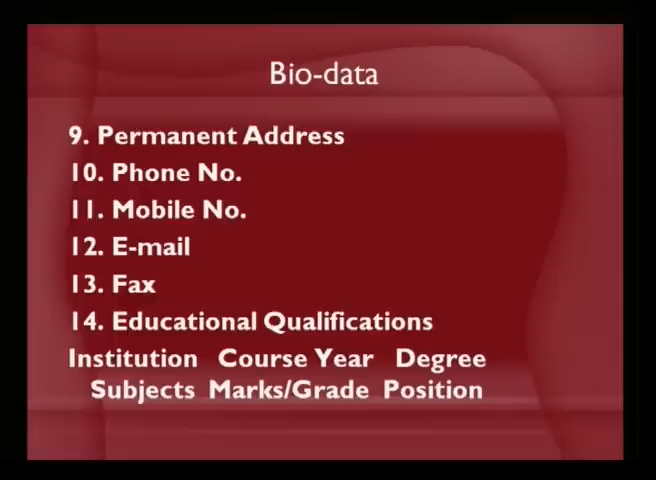 Bio-data
9. Permanent Address
10. Phone No.
11. Mobile No.
12. E-mail
13. Fax
14. Educational Qualifications
Institution Course Year Degree
Subjects Marks/Grade Position